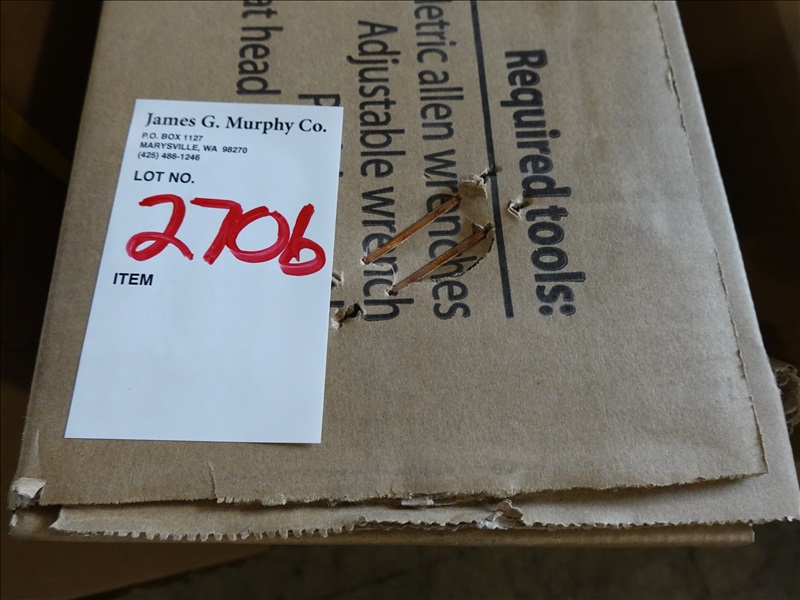 James G. Murphy Co.
P.O. BOX 1127
MARYSVILLE, WA 98270
(425) 486-1246
LOT NO.
2706
ITEM
Required tools:
etric allen wrenches
Adjustable wrench
at head